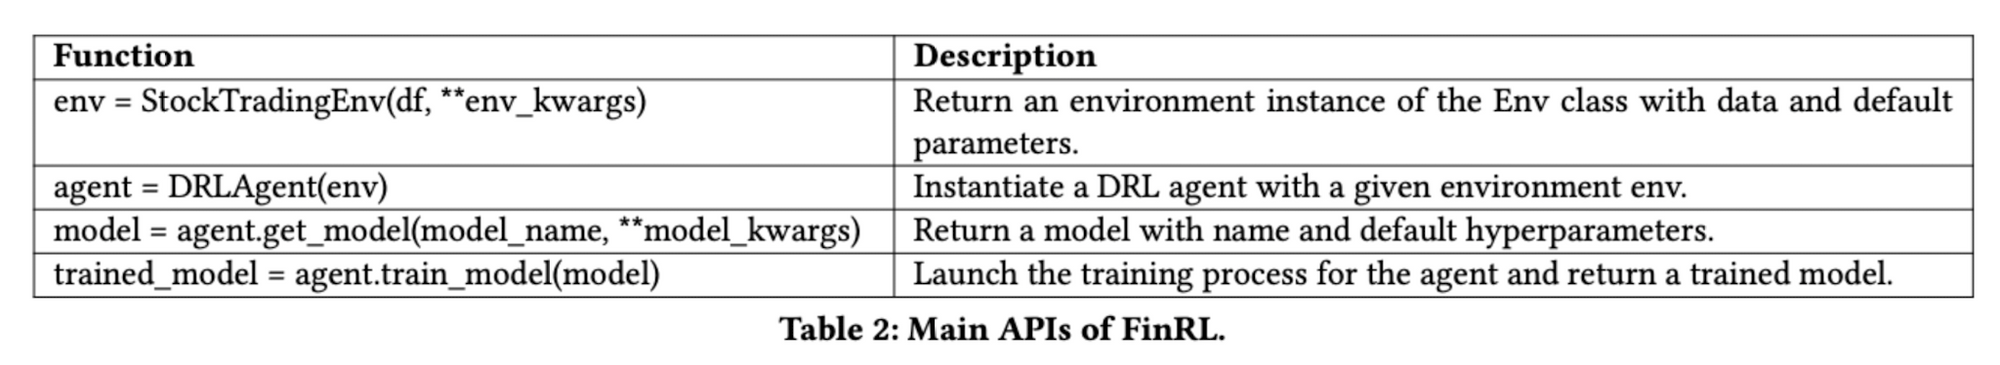 Function Description
env = StockTradingEnv(df, **env_kwargs) Return an environment instance of the Env class with data and default
parameters.
agent = DRLAgent(env) Instantiate a DRL agent with a given environment env.
model = agent.get_model(model_name, **model_kwargs) Return a model with name and default hyperparameters.
trained_model = agent.train_model(model) Launch the training process for the agent and return a trained model.
Table 2: Main APIs of FinRL.